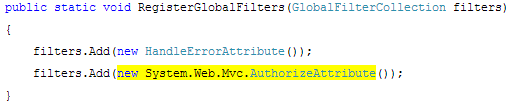 public static void RegisterGlobalFilters(GlobalFilterCollection filters)
{
    filters.Add(new HandleErrorAttribute());
    filters.Add(new System.Web.Mvc.AuthorizeAttribute());
}